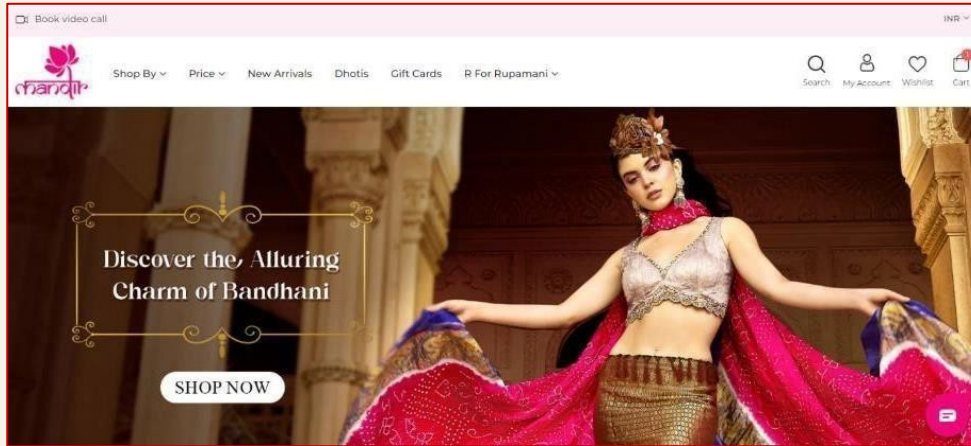 Book video call
INR
mandir
Shop By
Price
New Arrivals
Dhotis
Gift Cards
R For Rupamani
Search
My Account
Wishlist
1
Cart
Discover the Alluring
Charm of Bandhani
SHOP NOW